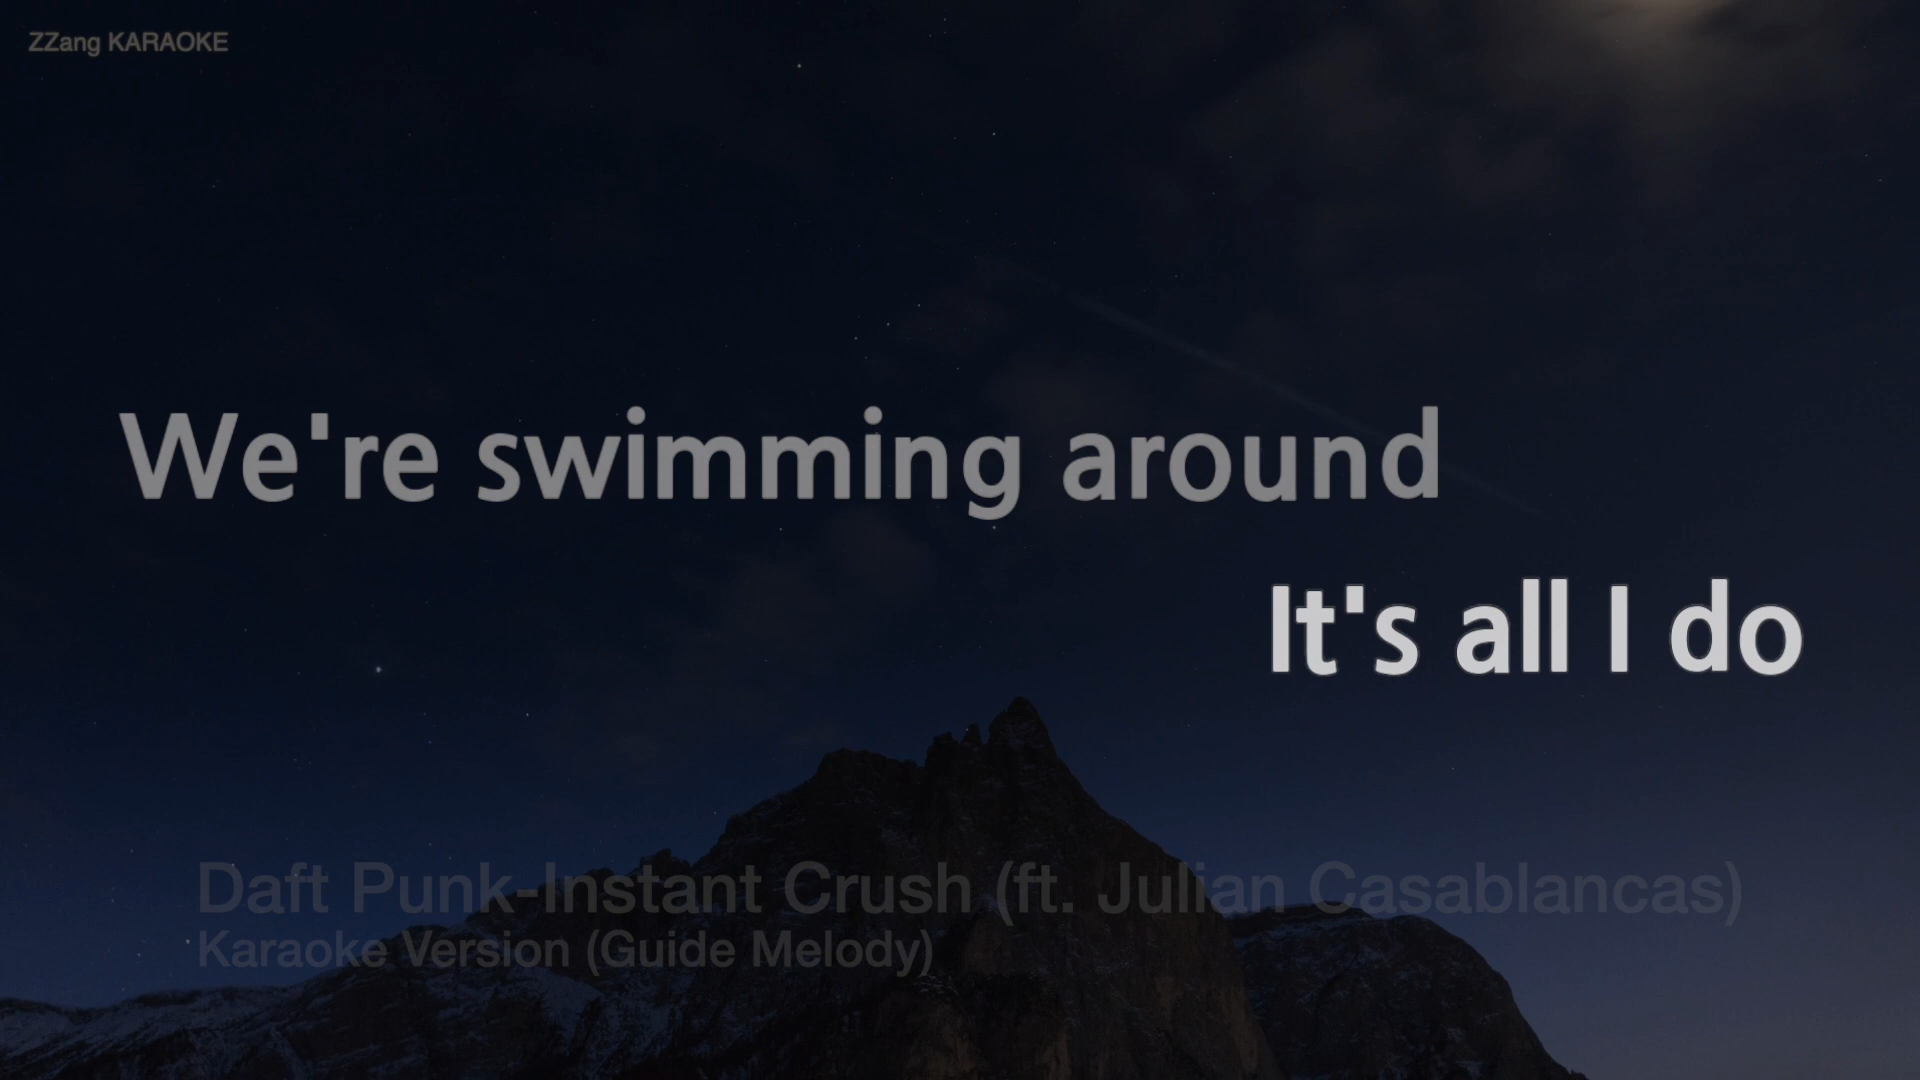 ZZang KARAOKE
We're swimming around
It's all I do
Daft Punk-Instant Crush (ft. Julian Casablancas)
Karaoke Version (Guide Melody)